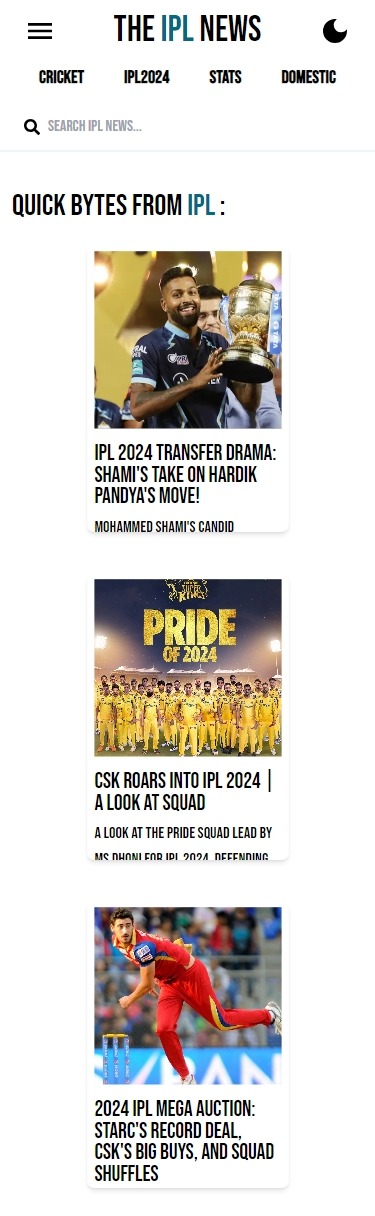 THE IPL NEWS
CRICKET IPL2024 STATS DOMESTIC
SEARCH IPL NEWS...
QUICK BYTES FROM IPL :
IPL 2024 TRANSFER DRAMA:
SHAMI'S TAKE ON HARDIK
PANDYA'S MOVE!
MOHAMMED SHAMI'S CANDID
SUPER
KINGS
PRIDE
OF 2024
CSK ROARS INTO IPL 2024 |
A LOOK AT SQUAD
A LOOK AT THE PRIDE SQUAD LEAD BY
MS DHONI FOR IPL 2024, DEFENDING
2024 IPL MEGA AUCTION:
STARC'S RECORD DEAL,
CSK'S BIG BUYS, AND SQUAD
SHUFFLES